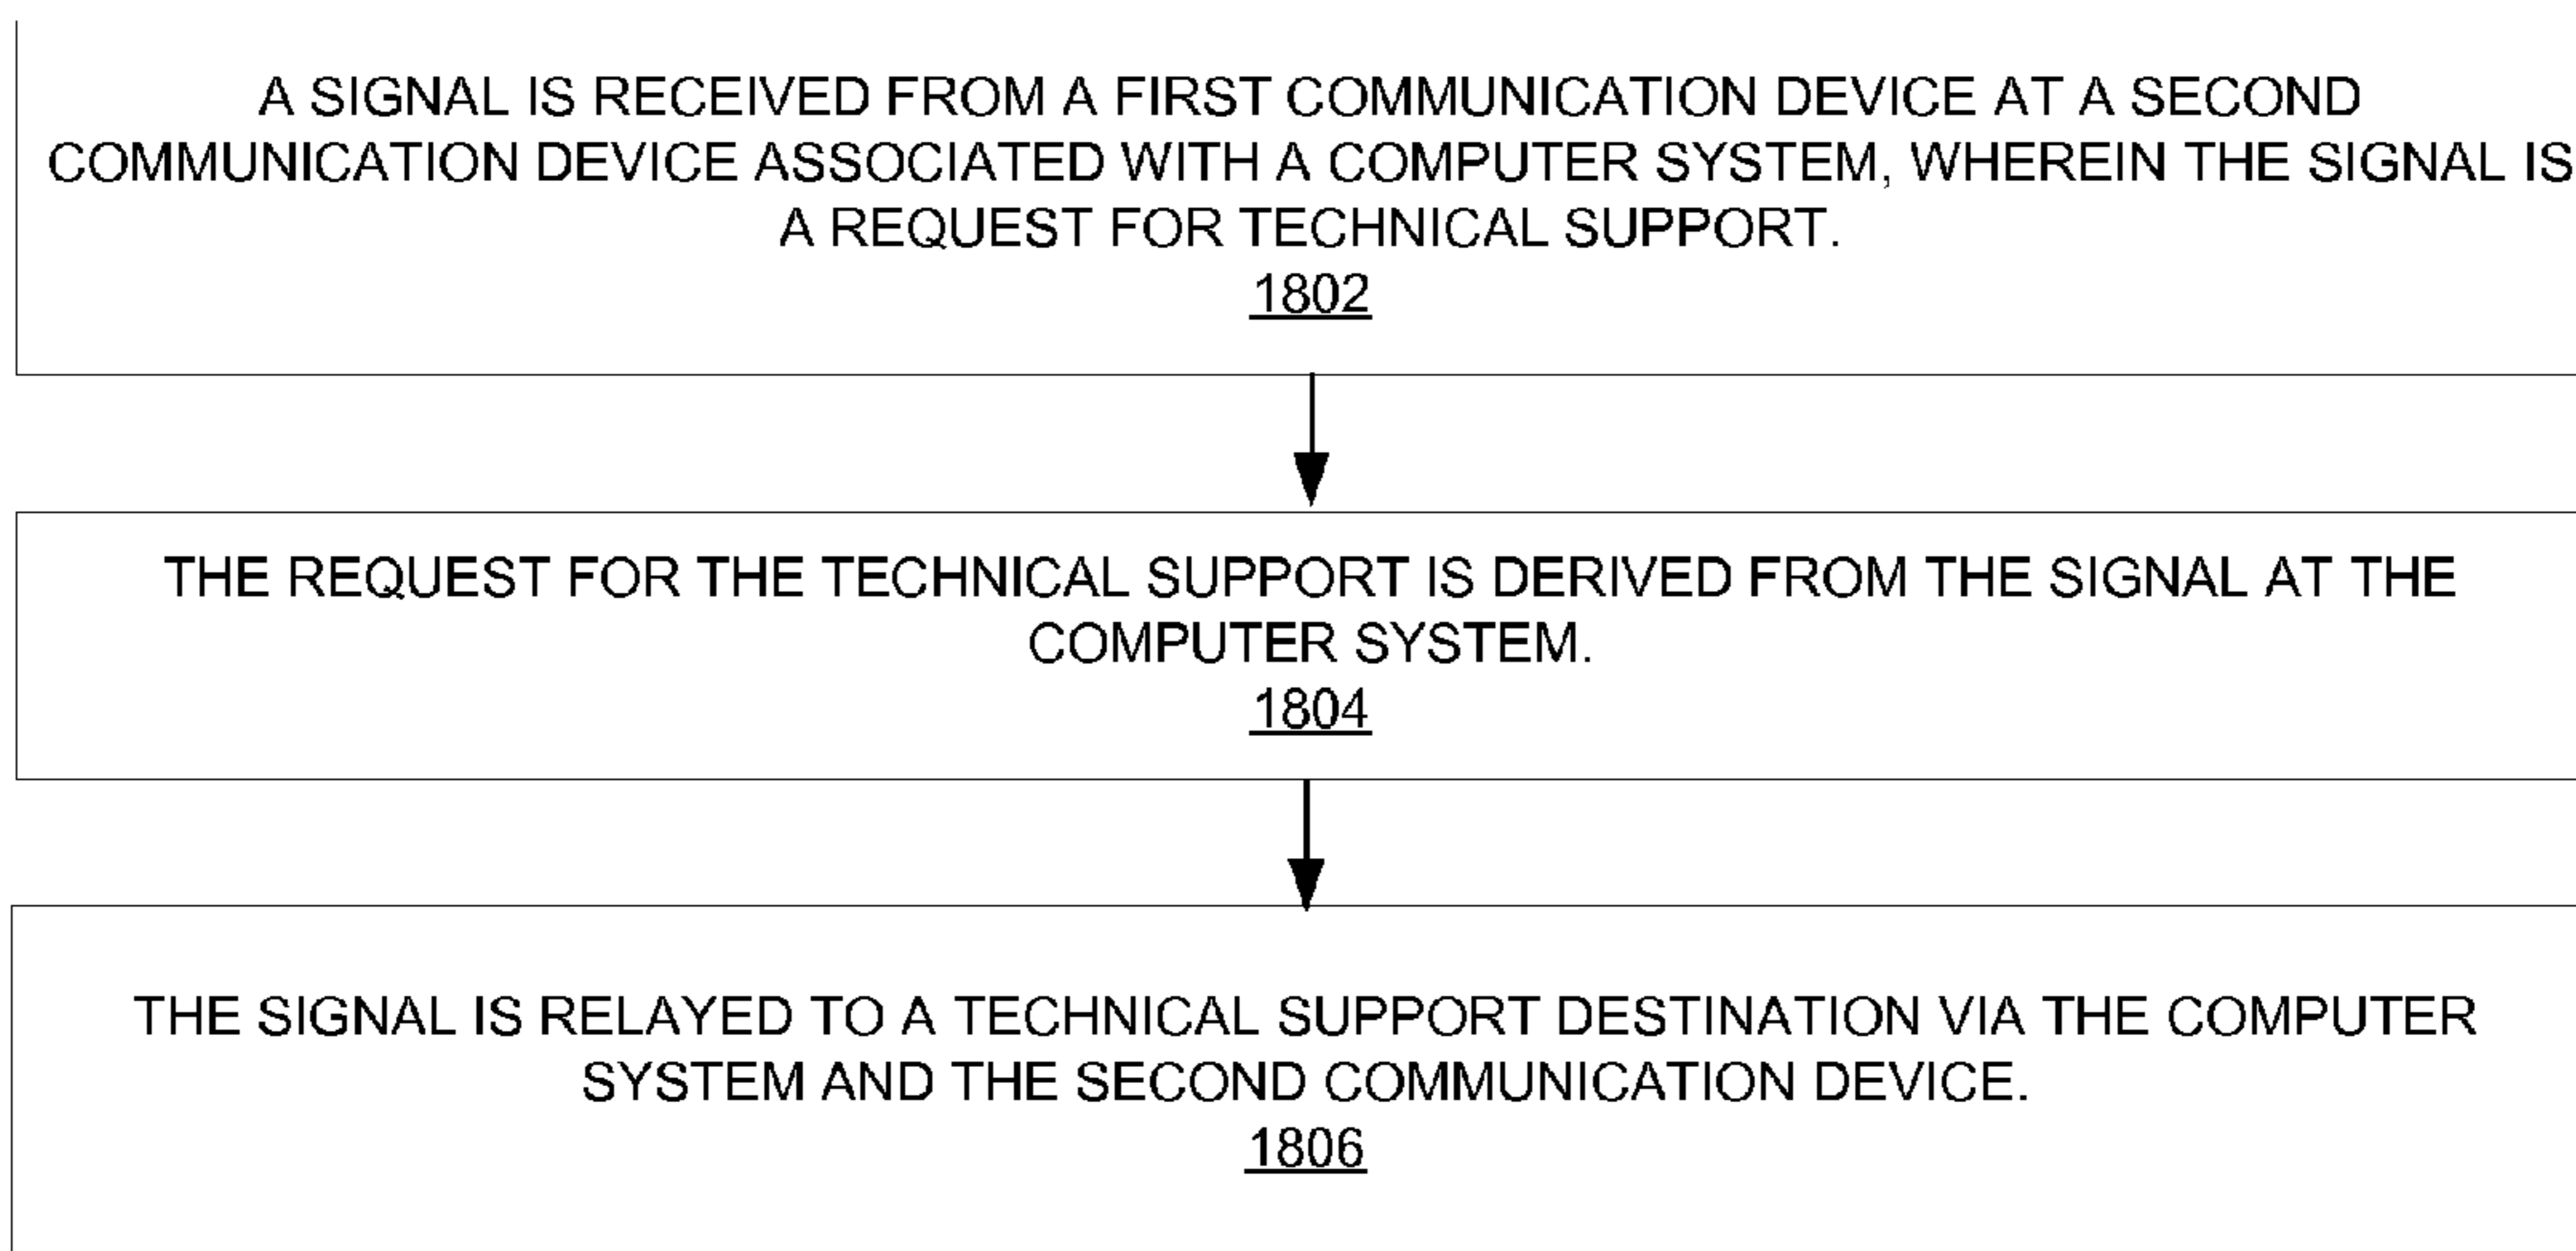 A SIGNAL IS RECEIVED FROM A FIRST COMMUNICATION DEVICE AT A SECOND
COMMUNICATION DEVICE ASSOCIATED WITH A COMPUTER SYSTEM, WHEREIN THE SIGNAL IS
A REQUEST FOR TECHNICAL SUPPORT.
1802
THE REQUEST FOR THE TECHNICAL SUPPORT IS DERIVED FROM THE SIGNAL AT THE
COMPUTER SYSTEM.
1804
THE SIGNAL IS RELAYED TO A TECHNICAL SUPPORT DESTINATION VIA THE COMPUTER
SYSTEM AND THE SECOND COMMUNICATION DEVICE.
1806